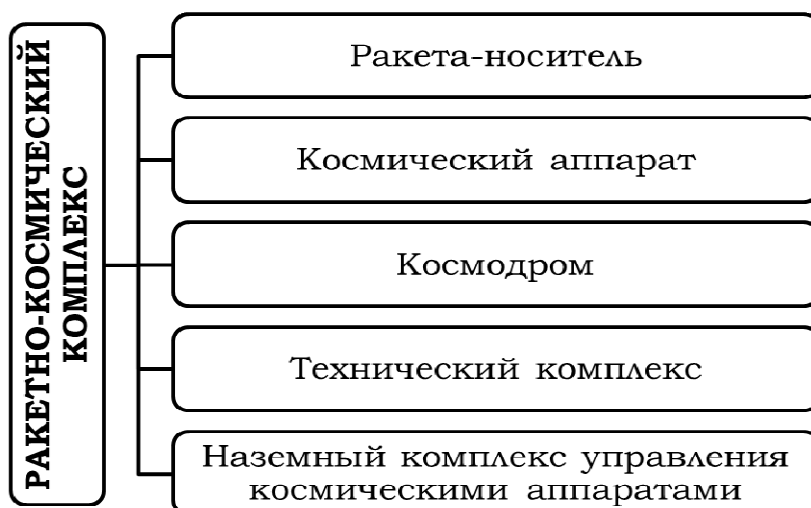 РАКЕТНО-КОСМИЧЕСКИЙ
КОМПЛЕКС
Ракета-носитель
Космический аппарат
Космодром
Технический комплекс
Наземный комплекс управления
космическими аппаратами